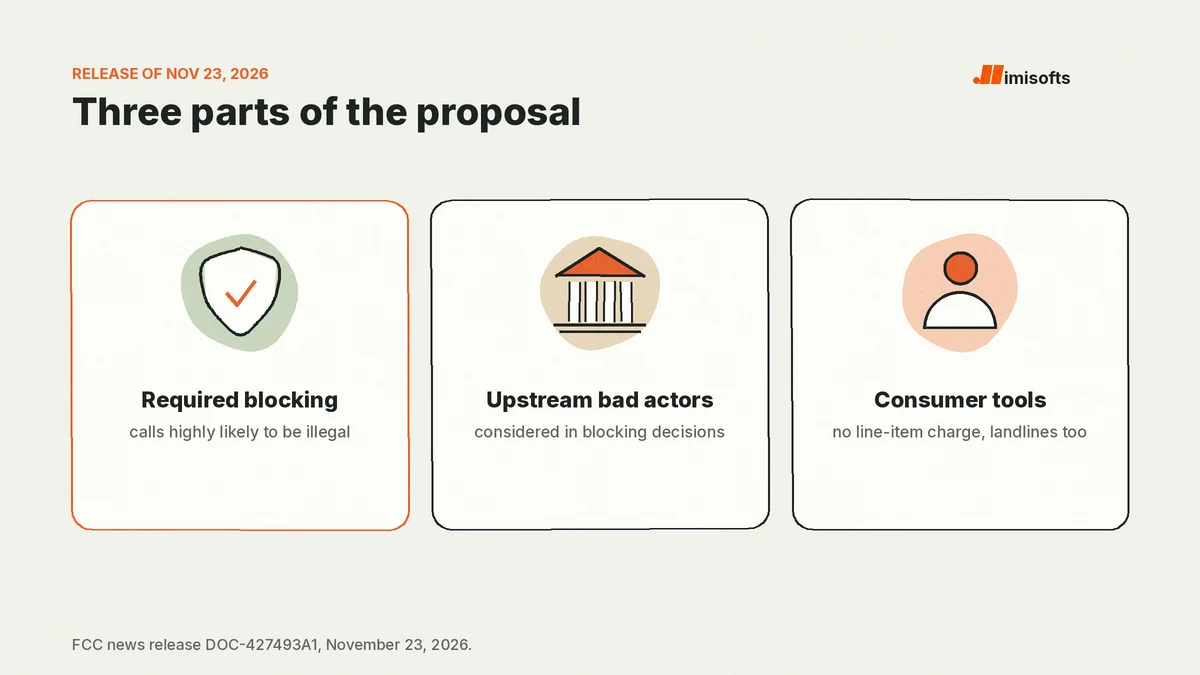 RELEASE OF NOV 23, 2026
Three parts of the proposal
imisofts
Required blocking
calls highly likely to be illegal
Upstream bad actors
considered in blocking decisions
Consumer tools
no line-item charge, landlines too
FCC news release DOC-427493A1, November 23, 2026.